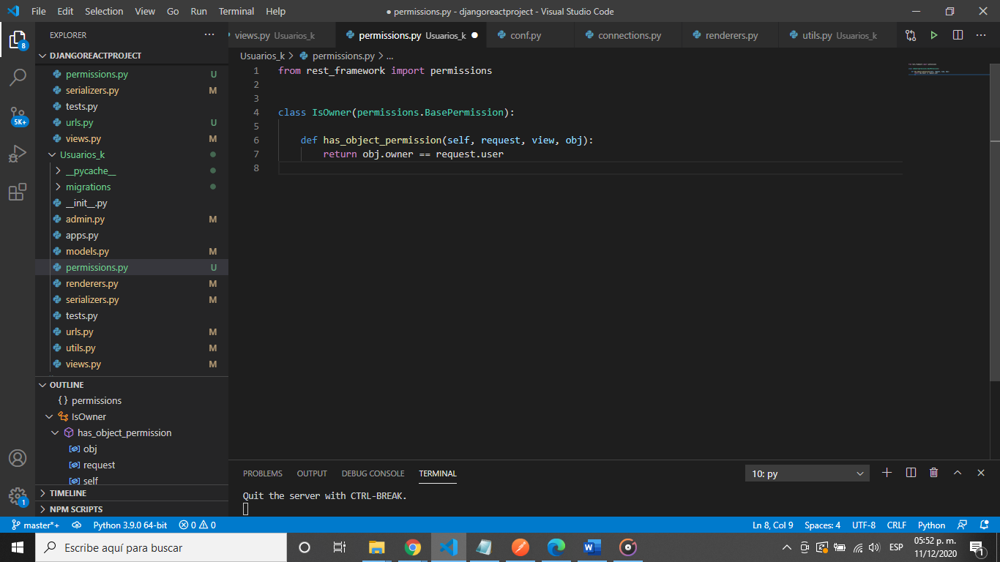 File Edit Selection View Go Run Terminal Help
● permissions.py - djangoreactproject - Visual Studio Code
EXPLORER
8
5K+
1
DJANGOREACTPROJECT
permissions.py U
serializers.py M
tests.py
urls.py U
views.py M
Usuarios_k
__pycache__
migrations
__init__.py
admin.py M
apps.py
models.py M
permissions.py U
renderers.py M
serializers.py M
tests.py
urls.py M
utils.py M
views.py M
OUTLINE
{} permissions
IsOwner
has_object_permission
obj
request
self
TIMELINE
NPM SCRIPTS
views.py Usuarios_k
permissions.py Usuarios_k
conf.py
connections.py
renderers.py
utils.py Usuarios_k
Usuarios_k > permissions.py > ...
1 from rest_framework import permissions
2
3
4 class IsOwner(permissions.BasePermission):
5
6 def has_object_permission(self, request, view, obj):
7 return obj.owner == request.user
8
PROBLEMS OUTPUT DEBUG CONSOLE TERMINAL
10: py
Quit the server with CTRL-BREAK.
master*+ Python 3.9.0 64-bit 0 0
Ln 8, Col 9 Spaces: 4 UTF-8 CRLF Python
Escribe aquí para buscar
ESP
05:52 p. m.
11/12/2020
1